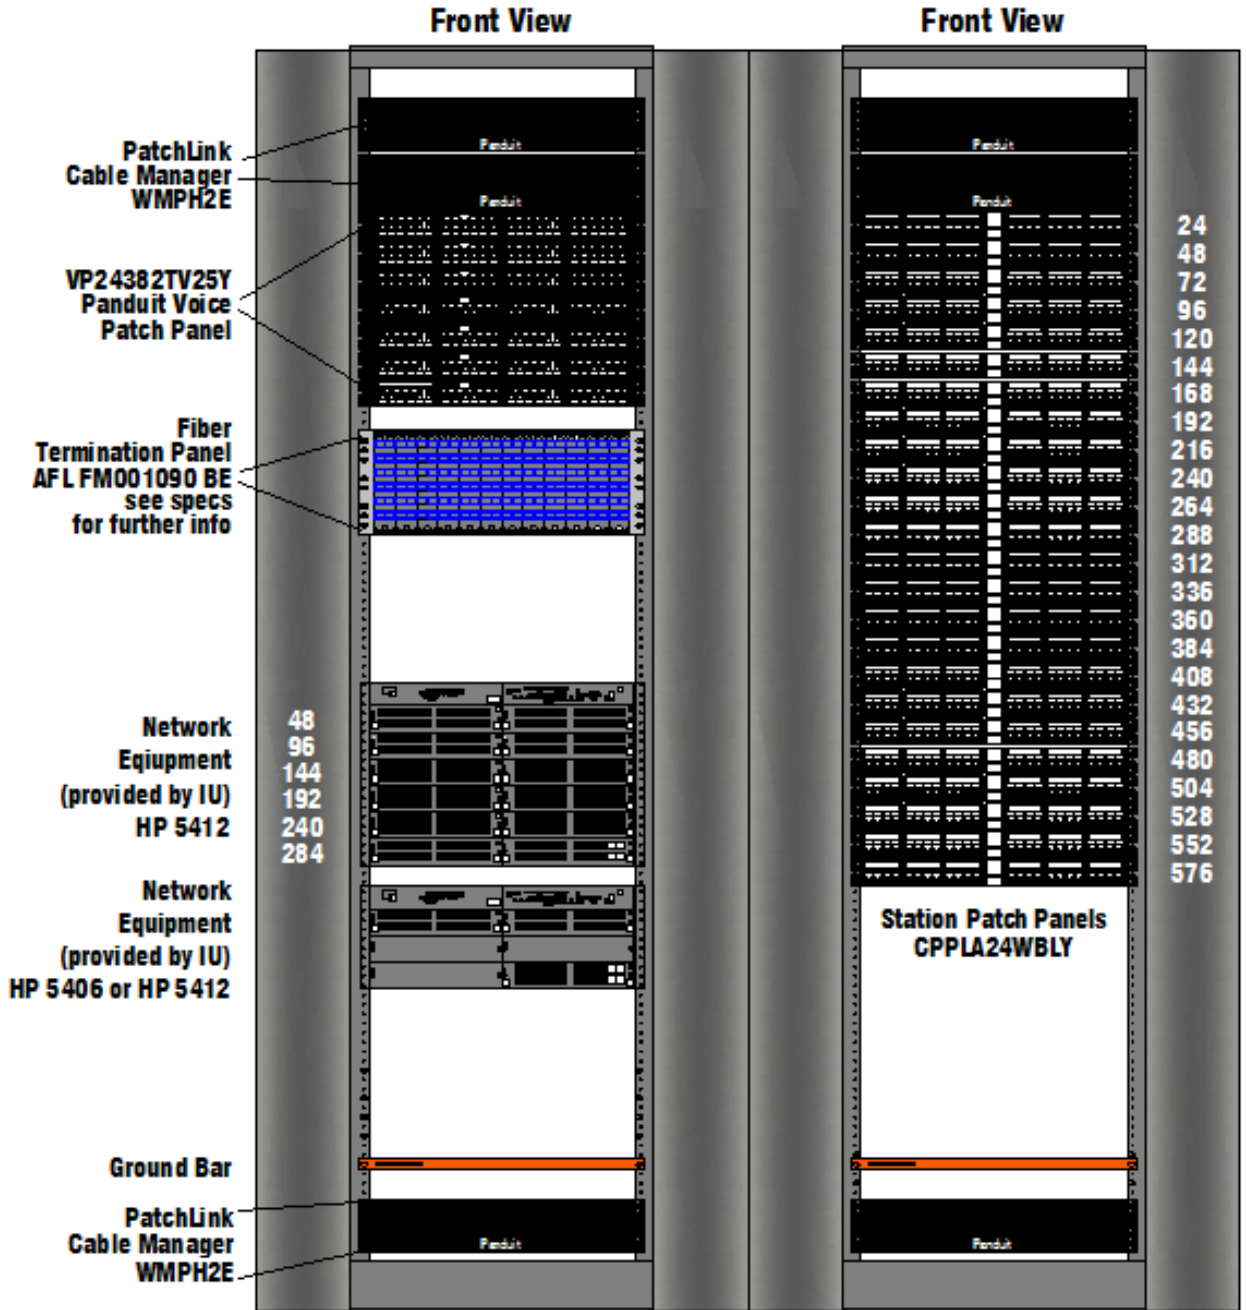 Front View
Front View
PatchLink
Cable Manager
WMPH2E
Panduit
Panduit
Panduit
Panduit
VP24382TV25Y
Panduit Voice
Patch Panel
Fiber
Termination Panel
AFL FM001090 BE
see specs
for further info
Network
Eqiupment
(provided by IU)
HP 5412
48
96
144
192
240
284
Network
Equipment
(provided by IU)
HP 5406 or HP 5412
Ground Bar
PatchLink
Cable Manager
WMPH2E
Panduit
24
48
72
96
120
144
168
192
216
240
264
288
312
336
360
384
408
432
456
480
504
528
552
576
Station Patch Panels
CPPLA24WBLY
Panduit